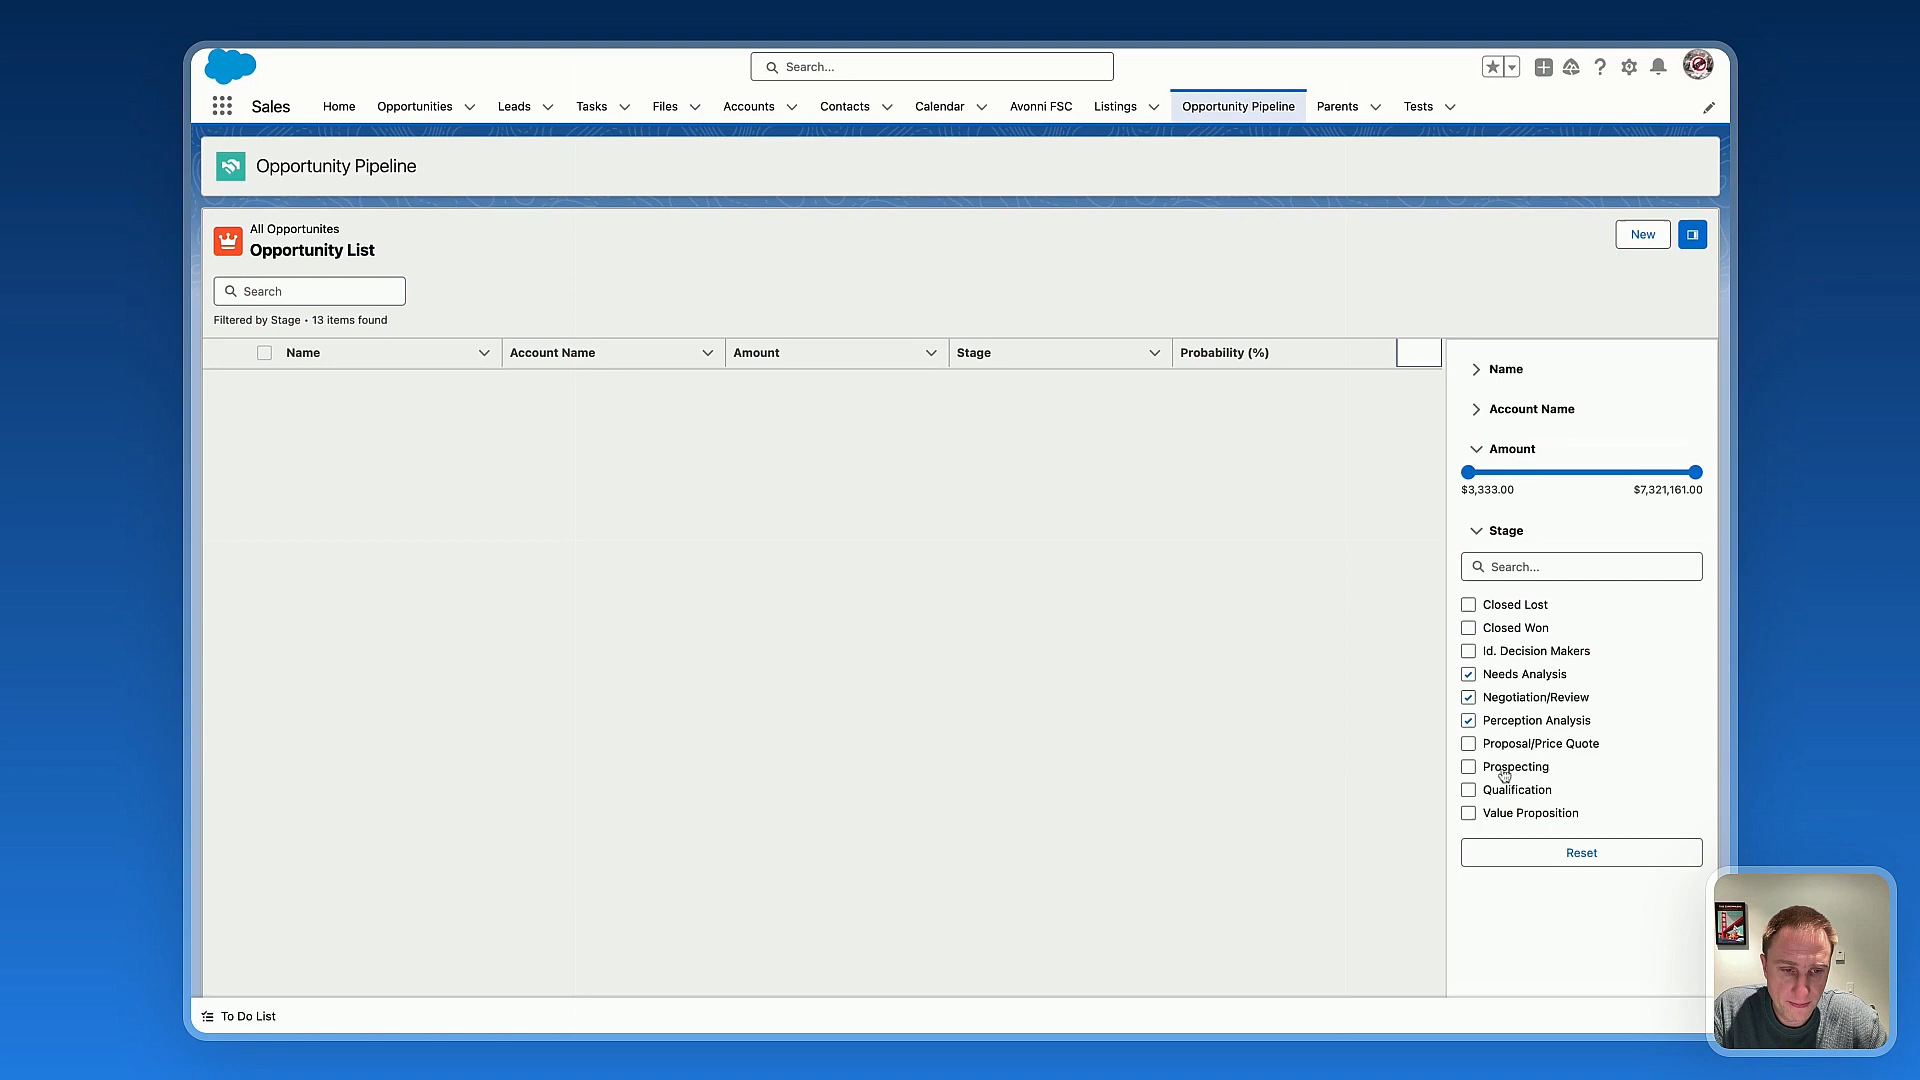 Search...
Sales
Home
Opportunities
Leads
Tasks
Files
Accounts
Contacts
Calendar
Avonni FSC
Listings
Opportunity Pipeline
Parents
Tests
Opportunity Pipeline
All Opportunites
Opportunity List
New
Search
Filtered by Stage • 13 items found
Name
Account Name
Amount
Stage
Probability (%)
Name
Account Name
Amount
$3,333.00
$7,321,161.00
Stage
Search...
Closed Lost
Closed Won
Id. Decision Makers
Needs Analysis
Negotiation/Review
Perception Analysis
Proposal/Price Quote
Prospecting
Qualification
Value Proposition
Reset
To Do List